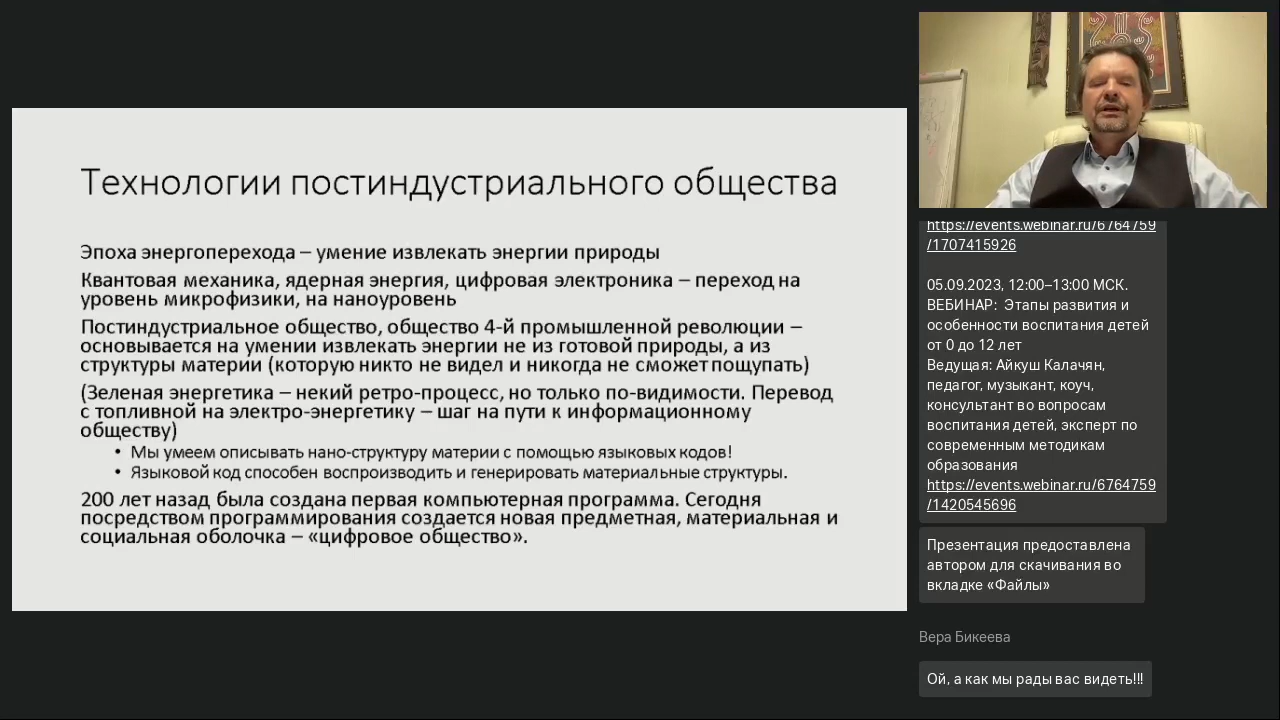 Технологии постиндустриального общества
Эпоха энергоперехода – умение извлекать энергии природы
Квантовая механика, ядерная энергия, цифровая электроника – переход на
уровень микрофизики, на наноуровень
Постиндустриальное общество, общество 4-й промышленной революции –
основывается на умении извлекать энергии не из готовой природы, а из
структуры материи (которую никто не видел и никогда не сможет пощупать)
(Зеленая энергетика – некий ретро-процесс, но только по-видимости. Перевод
с топливной на электро-энергетику – шаг на пути к информационному
обществу)
• Мы умеем описывать нано-структуру материи с помощью языковых кодов!
• Языковой код способен воспроизводить и генерировать материальные структуры.
200 лет назад была создана первая компьютерная программа. Сегодня
посредством программирования создается новая предметная, материальная и
социальная оболочка – «цифровое общество».
https://events.webinar.ru/6764759
/1707415926
05.09.2023, 12:00–13:00 МСК.
ВЕБИНАР: Этапы развития и
особенности воспитания детей
от 0 до 12 лет
Ведущая: Айкуш Калачян,
педагог, музыкант, коуч,
консультант во вопросам
воспитания детей, эксперт по
современным методикам
образования
https://events.webinar.ru/6764759
/1420545696
Презентация предоставлена
автором для скачивания во
вкладке «Файлы»
Вера Бикеева
Ой, а как мы рады вас видеть!!!